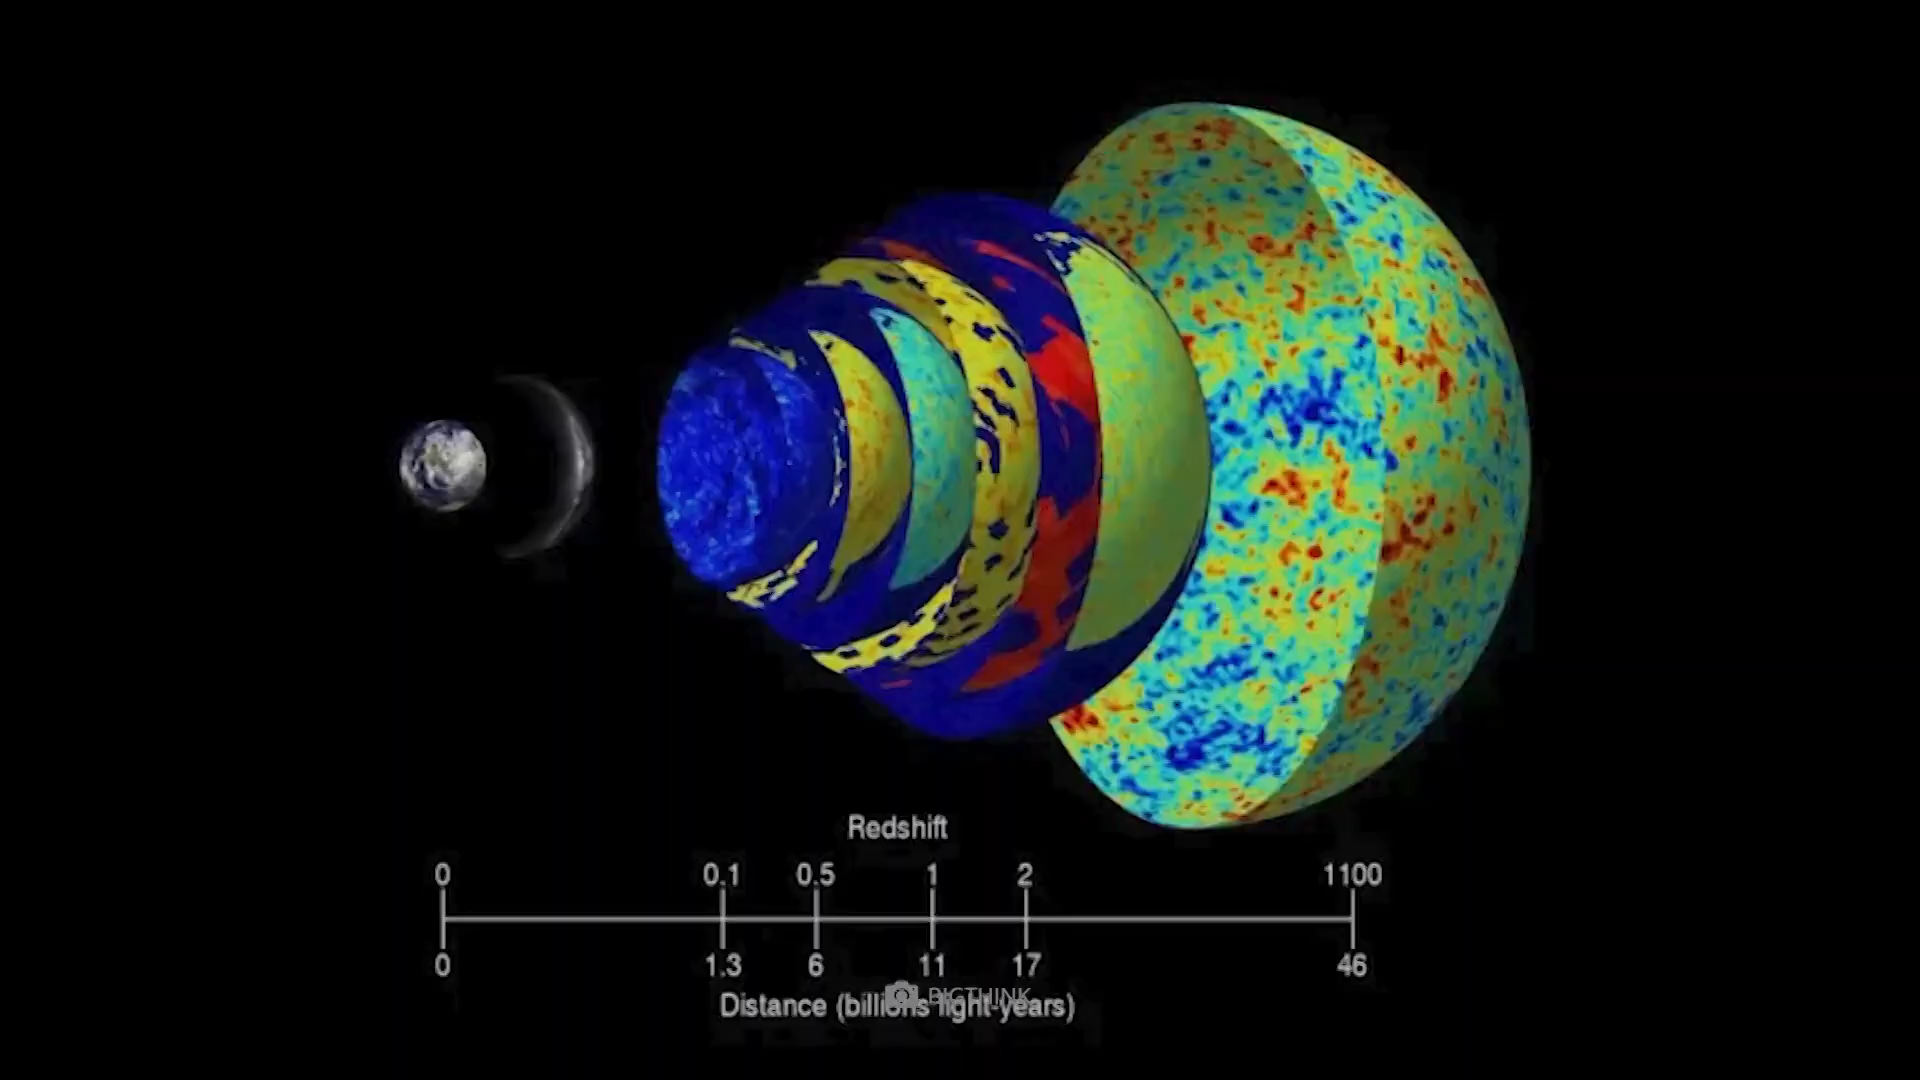 Redshift
0 0.1 0.5 1 2 1100
0 1.3 6 11 17 46
BIGTHINK
Distance (billions light-years)